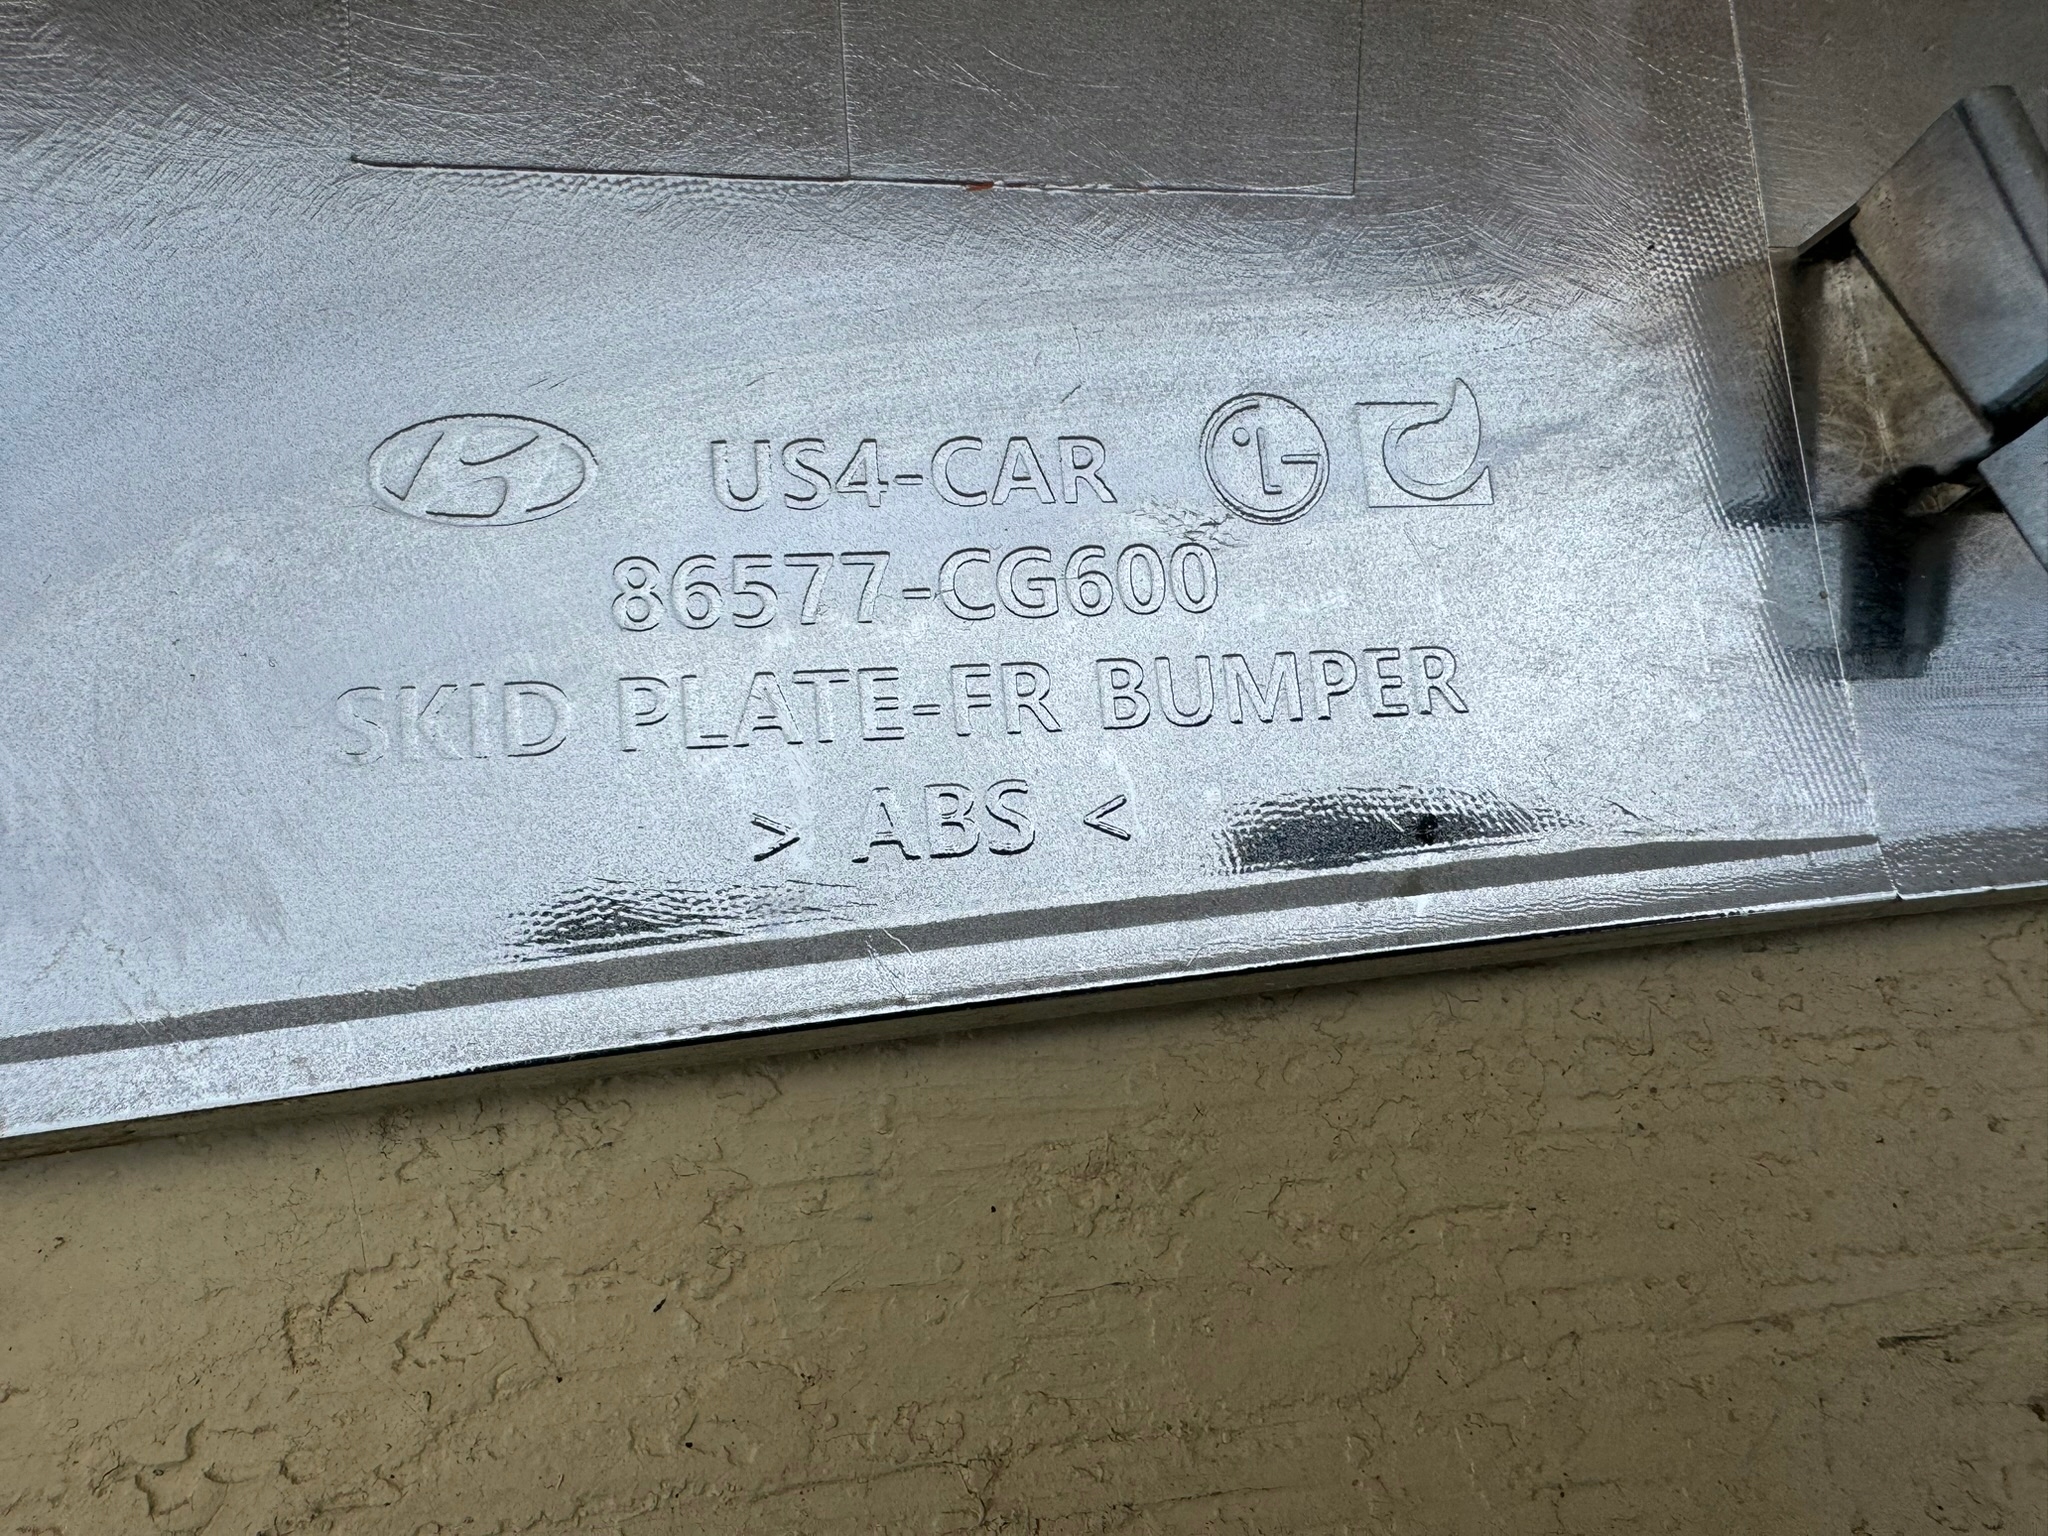 US4-CAR
86577-CG600
SKID PLATE-FR BUMPER
> ABS <